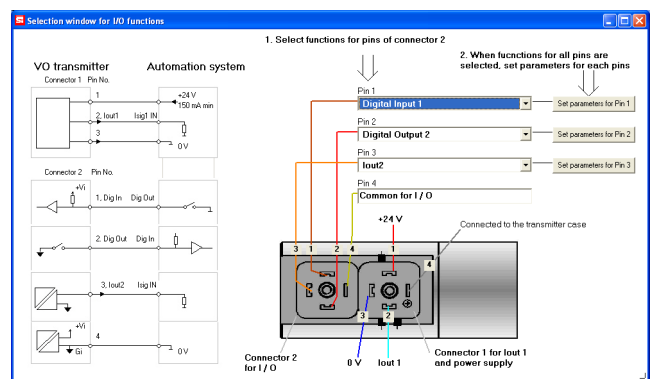 SI Selection window for I/O functions
1. Select functions for pins of connector 2
2. When fucnctions for all pins are
selected, set parameters for each pins
VO transmitter
Automation system
Connector 1 Pin No.
1
+24 V
150 mA min
2, Iout1 Isig1 IN
3
0 V
Connector 2 Pin No.
+Vi
1, Dig In Dig Out
2. Dig Out Dig In
3, Iout2 Isig IN
+Vi
4
Gi
0 V
Pin 1
Digital Input 1
Set parameters for Pin 1
Pin 2
Digital Output 2
Set parameters for Pin 2
Pin 3
Iout2
Set parameters for Pin 3
Pin 4
Common for I / O
+24 V
Connected to the transmitter case
3 1 2 4 1
4
3 2
Connector 2
for I / O
0 V
Iout 1
Connector 1 for Iout 1
and power supply